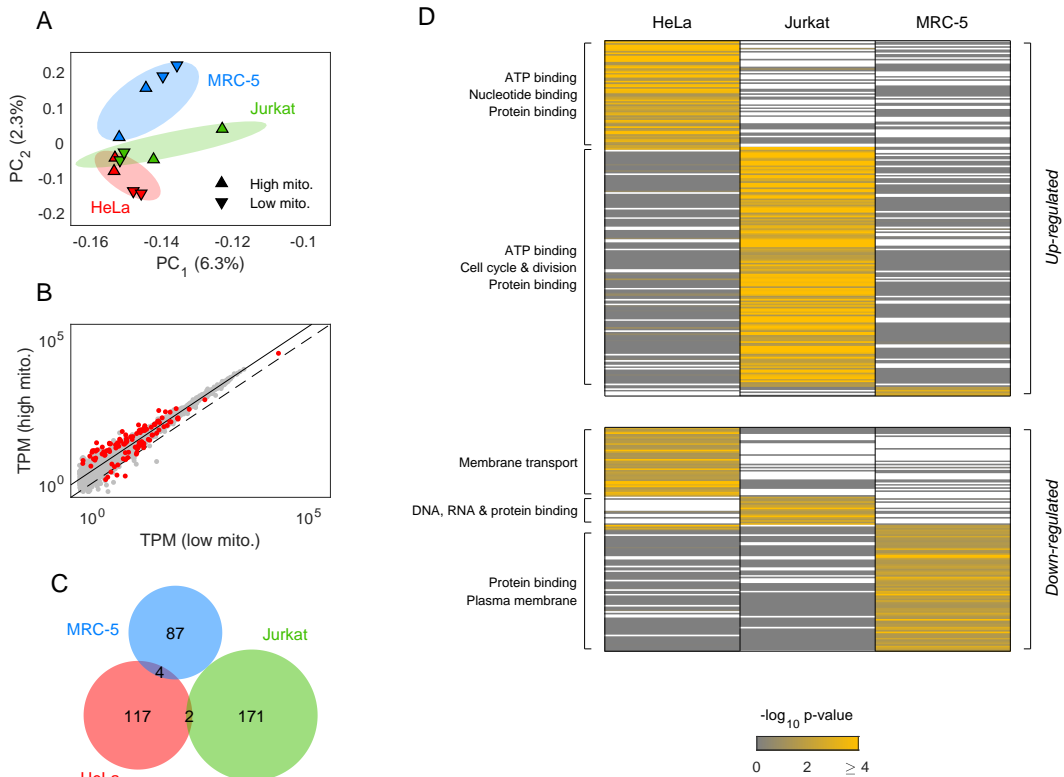 A
0.2
0.1
0
-0.1
-0.2
PC2 (2.3%)
MRC-5
Jurkat
HeLa
High mito.
Low mito.
-0.16
-0.14
-0.12
-0.1
PC1 (6.3%)
B
10^5
10^0
TPM (high mito.)
10^0
10^5
TPM (low mito.)
C
MRC-5
87
Jurkat
4
117
2
171
HeLa
D
HeLa
Jurkat
MRC-5
ATP binding
Nucleotide binding
Protein binding
ATP binding
Cell cycle & division
Protein binding
Up-regulated
Membrane transport
DNA, RNA & protein binding
Protein binding
Plasma membrane
Down-regulated
-log10 p-value
0
2
≥ 4